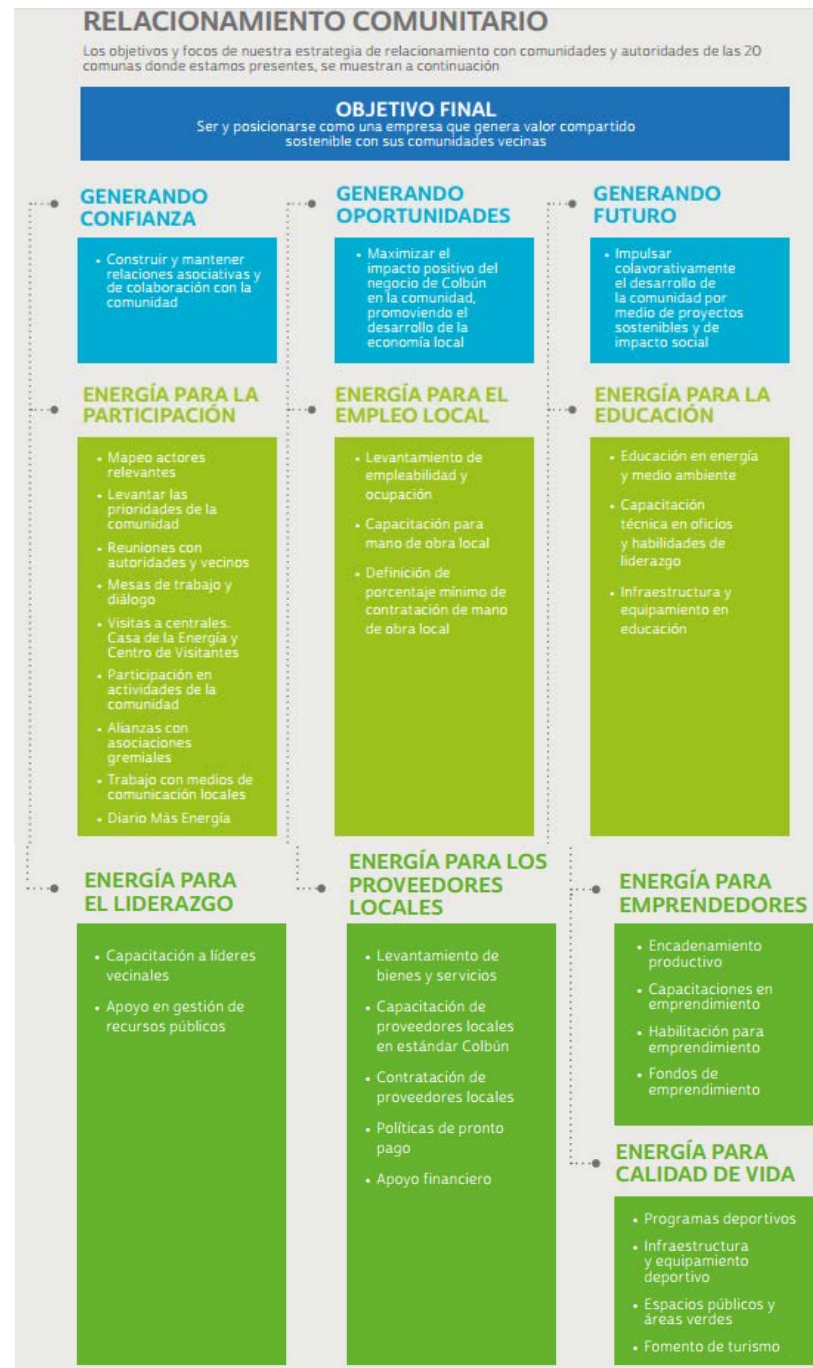 RELACIONAMIENTO COMUNITARIO
Los objetivos y focos de nuestra estrategia de relacionamiento con comunidades y autoridades de las 20
comunas donde estamos presentes, se muestran a continuación
OBJETIVO FINAL
Ser y posicionarse como una empresa que genera valor compartido
sostenible con sus comunidades vecinas
GENERANDO
CONFIANZA
• Construir y mantener
relaciones asociativas y
de colaboración con la
comunidad
ENERGÍA PARA LA
PARTICIPACIÓN
• Mapeo actores
relevantes
• Levantar las
prioridades de la
comunidad
• Reuniones con
autoridades y vecinos
• Mesas de trabajo y
diálogo
• Visitas a centrales.
Casa de la Energía y
Centro de Visitantes
• Participación en
actividades de la
comunidad
• Alianzas con
asociaciones
gremiales
• Trabajo con medios de
comunicación locales
• Diario Más Energía
ENERGÍA PARA
EL LIDERAZGO
• Capacitación a líderes
vecinales
• Apoyo en gestión de
recursos públicos
GENERANDO
OPORTUNIDADES
• Maximizar el
impacto positivo del
negocio de Colbún
en la comunidad,
promoviendo el
desarrollo de la
economía local
ENERGÍA PARA EL
EMPLEO LOCAL
• Levantamiento de
empleabilidad y
ocupación
• Capacitación para
mano de obra local
• Definición de
porcentaje mínimo de
contratación de mano
de obra local
ENERGÍA PARA LOS
PROVEEDORES
LOCALES
• Levantamiento de
bienes y servicios
• Capacitación de
proveedores locales
en estándar Colbún
• Contratación de
proveedores locales
• Políticas de pronto
pago
• Apoyo financiero
GENERANDO
FUTURO
• Impulsar
colavorativamente
el desarrollo de
la comunidad por
medio de proyectos
sostenibles y de
impacto social
ENERGÍA PARA LA
EDUCACIÓN
• Educación en energía
y medio ambiente
• Capacitación
técnica en oficios
y habilidades de
liderazgo
• Infraestructura y
equipamiento en
educación
ENERGÍA PARA
EMPRENDEDORES
• Encadenamiento
productivo
• Capacitaciones en
emprendimiento
• Habilitación para
emprendimiento
• Fondos de
emprendimiento
ENERGÍA PARA
CALIDAD DE VIDA
• Programas deportivos
• Infraestructura
y equipamiento
deportivo
• Espacios públicos y
áreas verdes
• Fomento de turismo